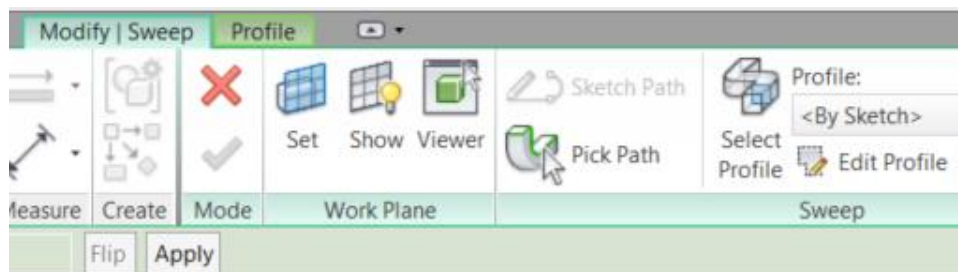 Modify | Sweep Profile
Sketch Path
Profile:
<By Sketch>
Set Show Viewer
Pick Path
Select
Profile
Edit Profile
Measure Create Mode Work Plane Sweep
Flip Apply